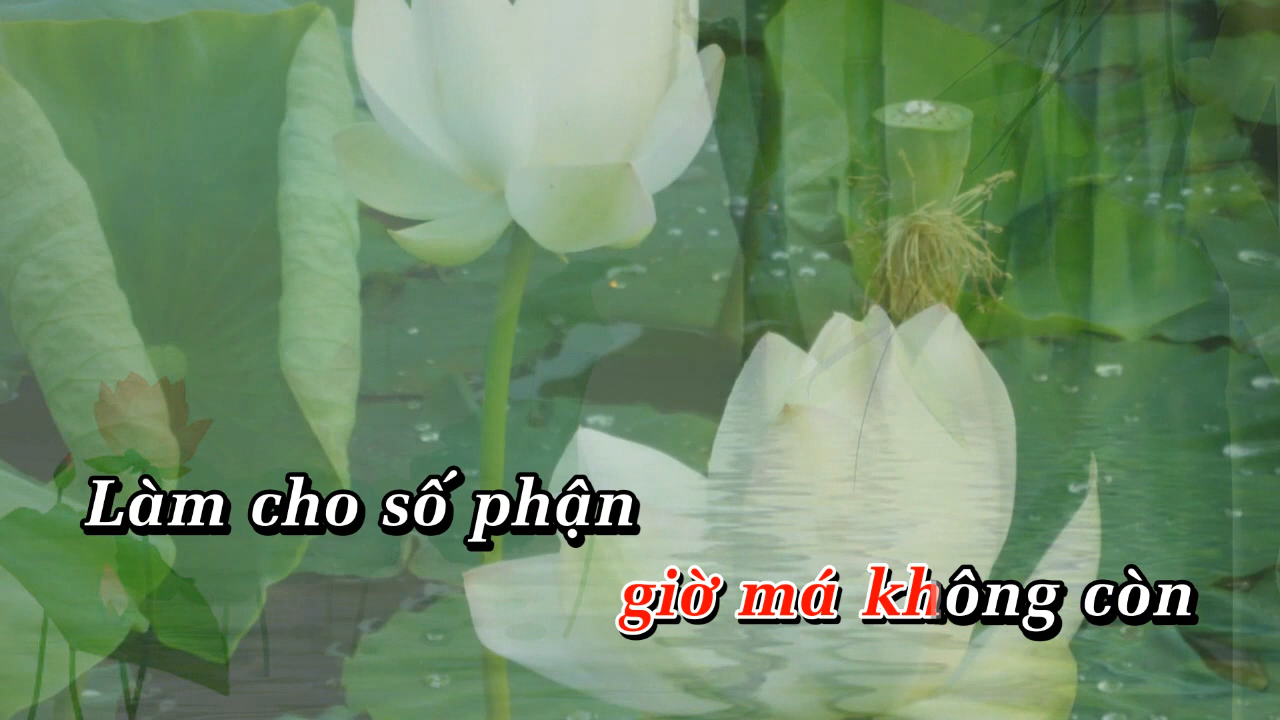 Làm cho số phận
giờ má không còn